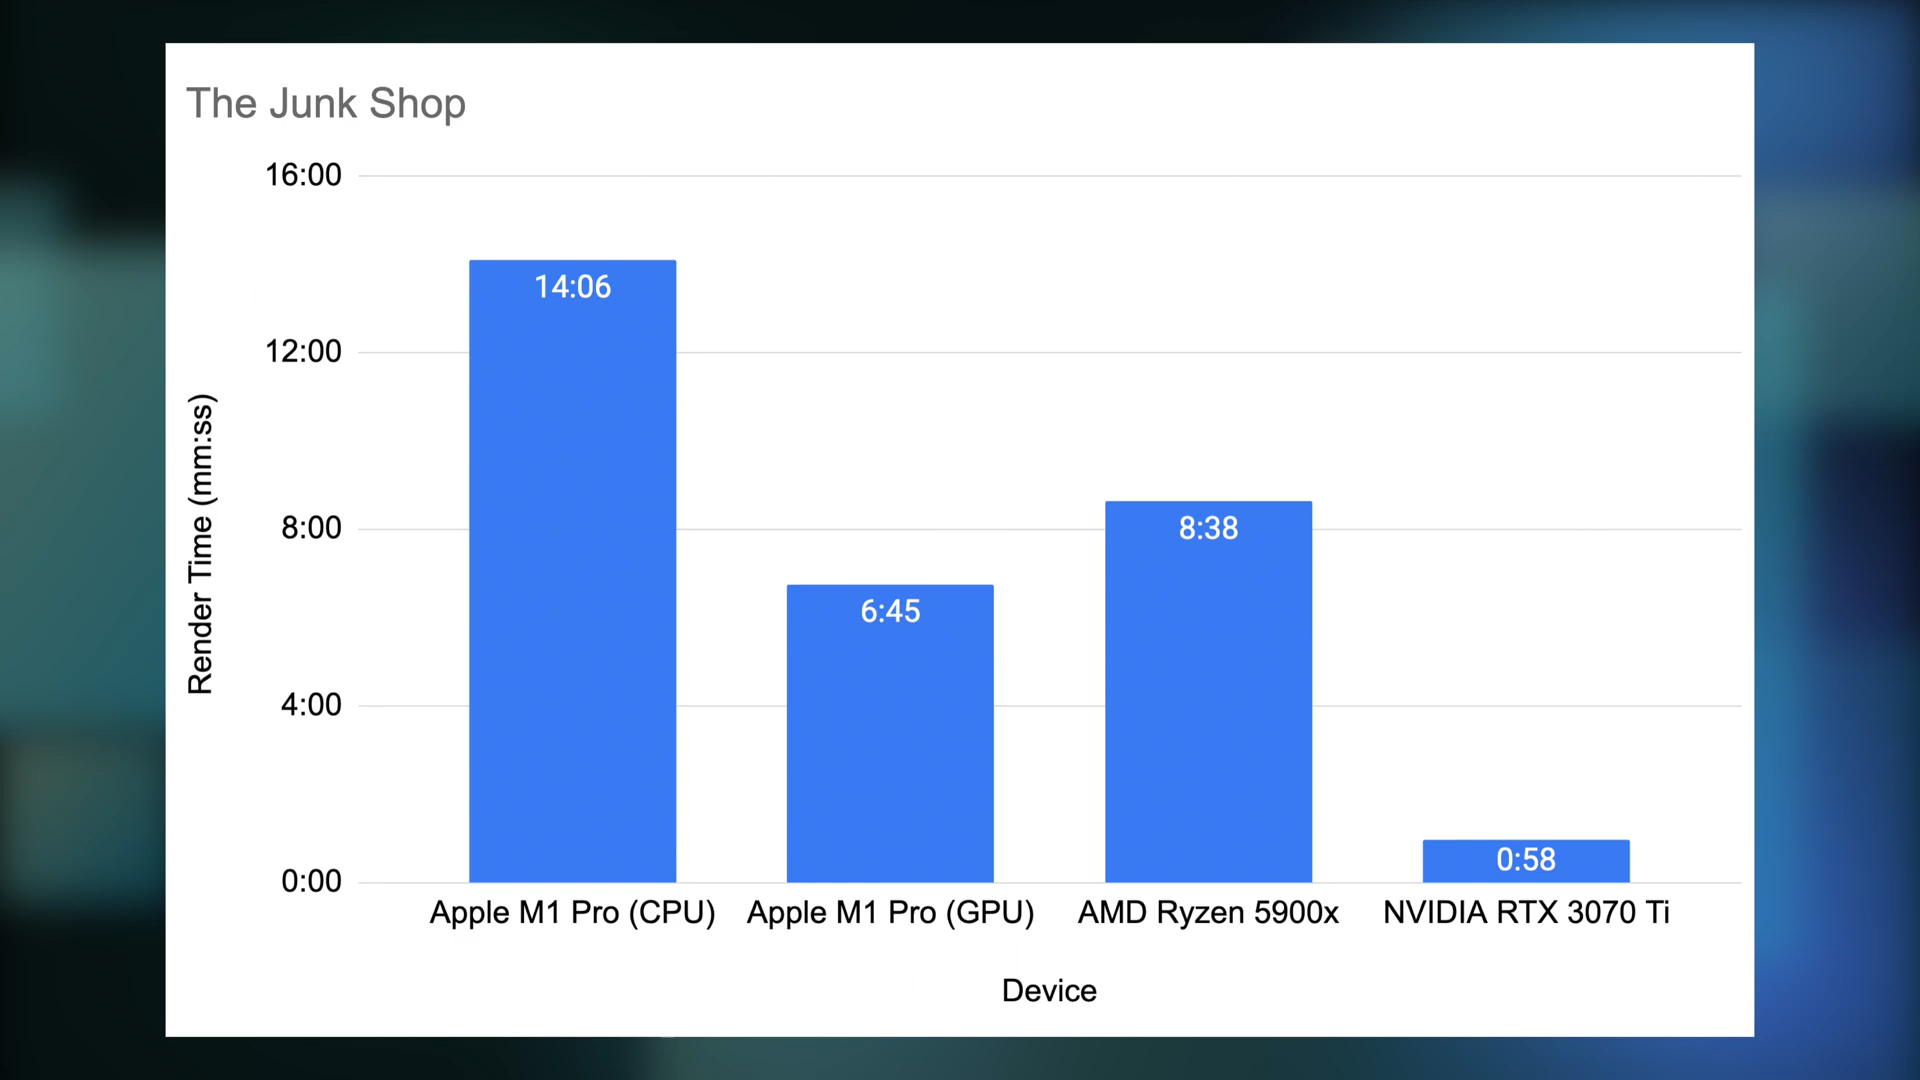 The Junk Shop
16:00
12:00
8:00
4:00
0:00
Render Time (mm:ss)
14:06
6:45
8:38
0:58
Apple M1 Pro (CPU)
Apple M1 Pro (GPU)
AMD Ryzen 5900x
NVIDIA RTX 3070 Ti
Device